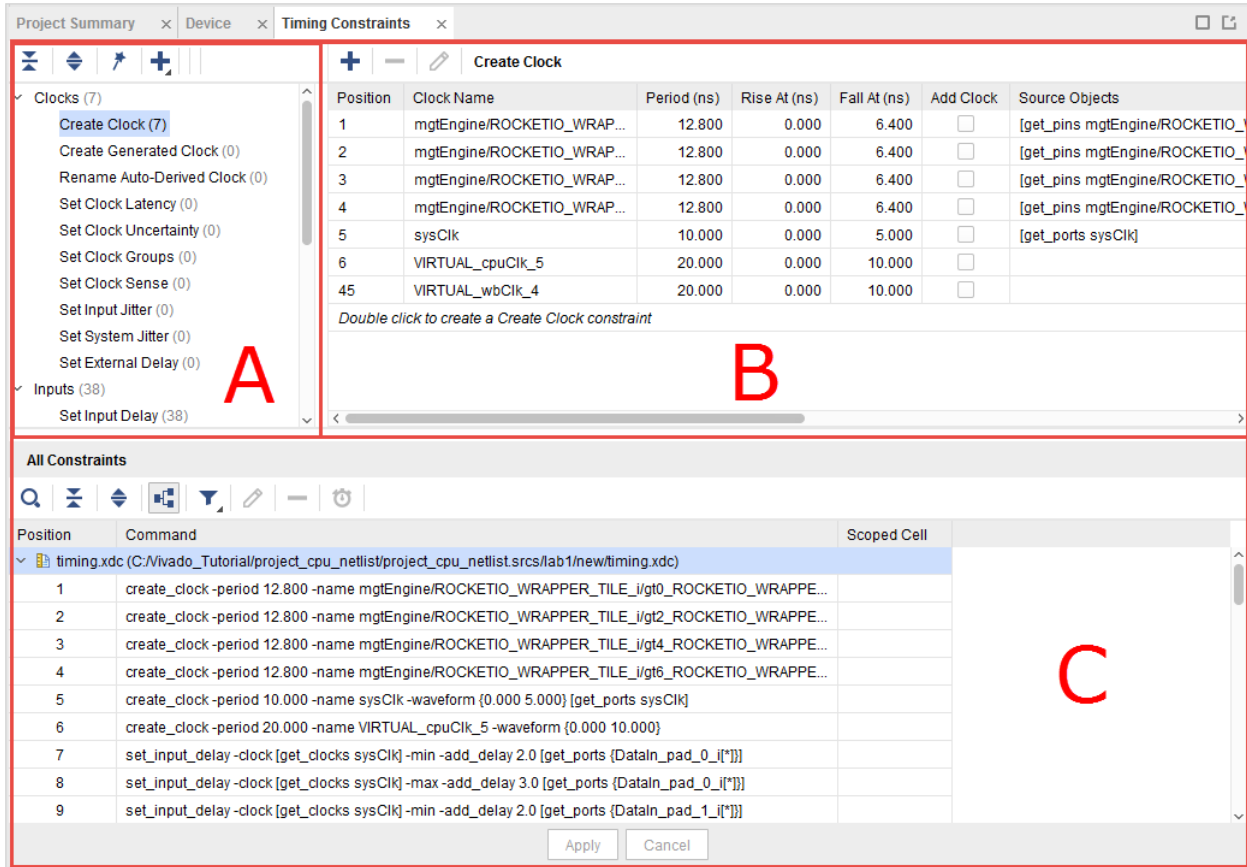 Project Summary × Device × Timing Constraints ×
Create Clock
Clocks (7)
Create Clock (7)
Create Generated Clock (0)
Rename Auto-Derived Clock (0)
Set Clock Latency (0)
Set Clock Uncertainty (0)
Set Clock Groups (0)
Set Clock Sense (0)
Set Input Jitter (0)
Set System Jitter (0)
Set External Delay (0)
Inputs (38)
Set Input Delay (38)
A
Position Clock Name Period (ns) Rise At (ns) Fall At (ns) Add Clock Source Objects
1 mgtEngine/ROCKETIO_WRAP... 12.800 0.000 6.400 [get_pins mgtEngine/ROCKETIO_W
2 mgtEngine/ROCKETIO_WRAP... 12.800 0.000 6.400 [get_pins mgtEngine/ROCKETIO_W
3 mgtEngine/ROCKETIO_WRAP... 12.800 0.000 6.400 [get_pins mgtEngine/ROCKETIO_W
4 mgtEngine/ROCKETIO_WRAP... 12.800 0.000 6.400 [get_pins mgtEngine/ROCKETIO_W
5 sysClk 10.000 0.000 5.000 [get_ports sysClk]
6 VIRTUAL_cpuClk_5 20.000 0.000 10.000
45 VIRTUAL_wbClk_4 20.000 0.000 10.000
Double click to create a Create Clock constraint
B
All Constraints
Position Command Scoped Cell
timing.xdc (C:/Vivado_Tutorial/project_cpu_netlist/project_cpu_netlist.srcs/lab1/new/timing.xdc)
1 create_clock -period 12.800 -name mgtEngine/ROCKETIO_WRAPPER_TILE_i/gt0_ROCKETIO_WRAPPE...
2 create_clock -period 12.800 -name mgtEngine/ROCKETIO_WRAPPER_TILE_i/gt2_ROCKETIO_WRAPPE...
3 create_clock -period 12.800 -name mgtEngine/ROCKETIO_WRAPPER_TILE_i/gt4_ROCKETIO_WRAPPE...
4 create_clock -period 12.800 -name mgtEngine/ROCKETIO_WRAPPER_TILE_i/gt6_ROCKETIO_WRAPPE...
5 create_clock -period 10.000 -name sysClk -waveform {0.000 5.000} [get_ports sysClk]
6 create_clock -period 20.000 -name VIRTUAL_cpuClk_5 -waveform {0.000 10.000}
7 set_input_delay -clock [get_clocks sysClk] -min -add_delay 2.0 [get_ports {DataIn_pad_0_i[*]}]
8 set_input_delay -clock [get_clocks sysClk] -max -add_delay 3.0 [get_ports {DataIn_pad_0_i[*]}]
9 set_input_delay -clock [get_clocks sysClk] -min -add_delay 2.0 [get_ports {DataIn_pad_1_i[*]}]
C
Apply Cancel